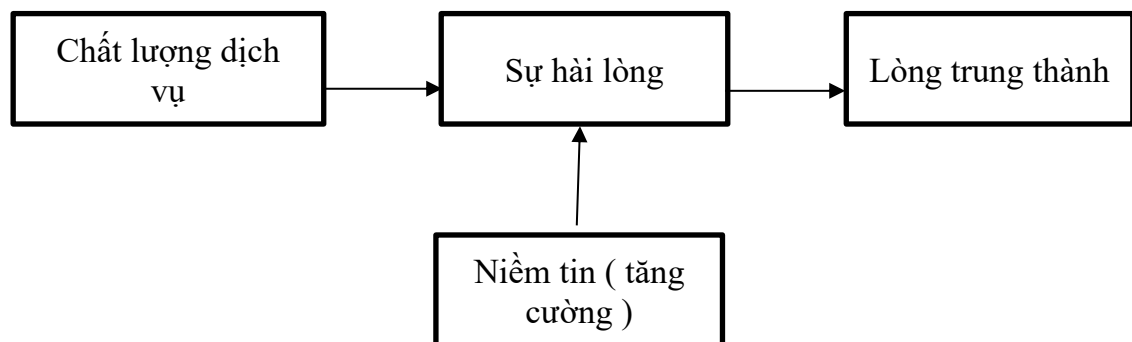 Chất lượng dịch
vụ
Sự hài lòng
Lòng trung thành
Niềm tin ( tăng
cường )